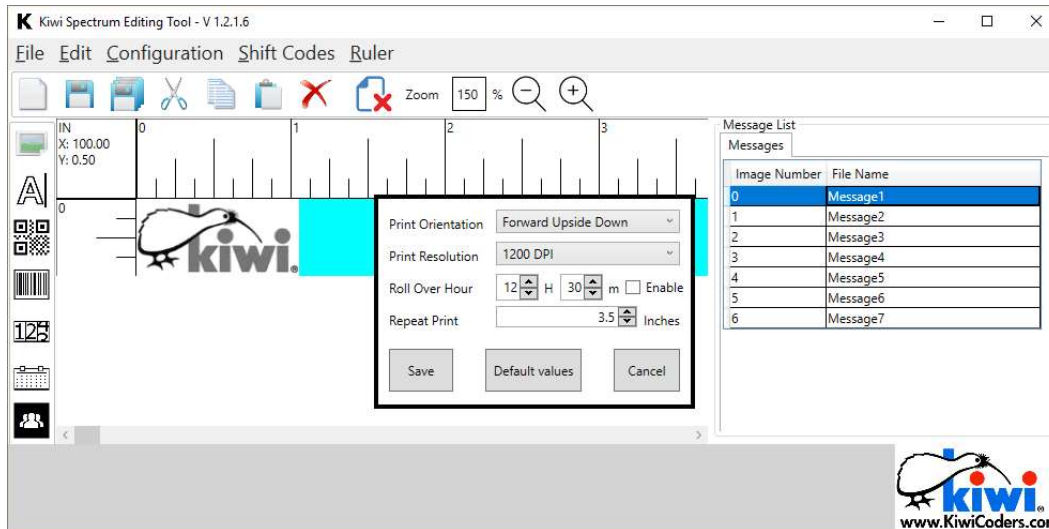 Kiwi Spectrum Editing Tool - V 1.2.1.6
File Edit Configuration Shift Codes Ruler
Zoom 150 %
IN
X: 100.00
Y: 0.50
0 1 2 3
0
kiwi
Print Orientation Forward Upside Down
Print Resolution 1200 DPI
Roll Over Hour 12 H 30 m Enable
Repeat Print 3.5 Inches
Save Default values Cancel
Message List
Messages
Image Number File Name
0 Message1
1 Message2
2 Message3
3 Message4
4 Message5
5 Message6
6 Message7
kiwi
www.KiwiCoders.com